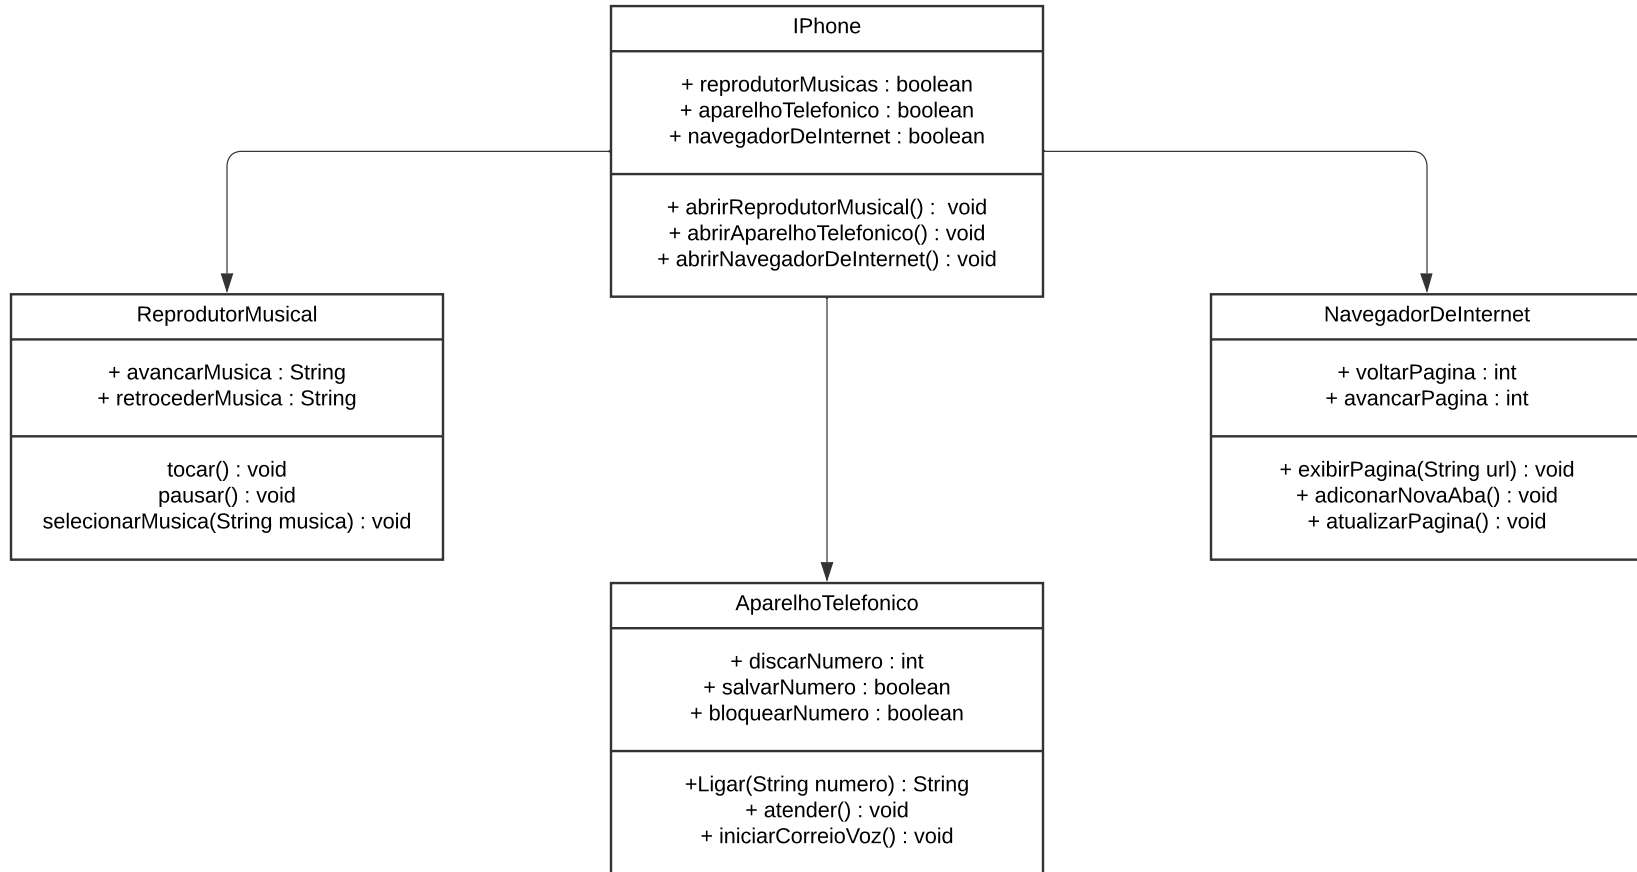 IPhone
+ reprodutorMusicas : boolean
+ aparelhoTelefonico : boolean
+ navegadorDeInternet : boolean
+ abrirReprodutorMusical() :  void
+ abrirAparelhoTelefonico() : void
+ abrirNavegadorDeInternet() : void
ReprodutorMusical
+ avancarMusica : String
+ retrocederMusica : String
tocar() : void
pausar() : void
selecionarMusica(String musica) : void
NavegadorDeInternet
+ voltarPagina : int
+ avancarPagina : int
+ exibirPagina(String url) : void
+ adiconarNovaAba() : void
+ atualizarPagina() : void
AparelhoTelefonico
+ discarNumero : int
+ salvarNumero : boolean
+ bloquearNumero : boolean
+Ligar(String numero) : String
+ atender() : void
+ iniciarCorreioVoz() : void